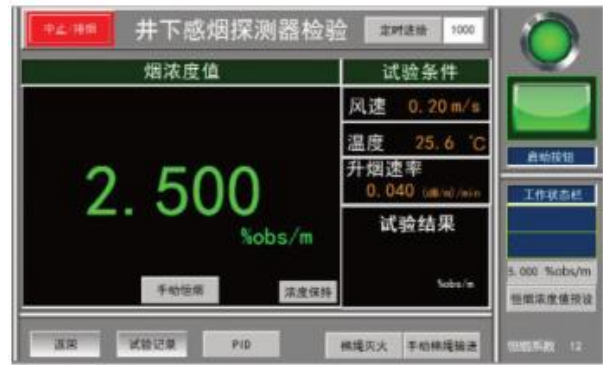 中止/排烟
井下感烟探测器检验
定时送绘 1000
烟浓度值
试验条件
风速 0.20 m/s
温度 25.6 ℃
升烟速率
0.040 (dB/m)/min
2.500
%obs/m
试验结果
%obs/m
手动恒烟
浓度保持
启动按钮
工作状态栏
5.000 %obs/m
恒烟浓度值预设
恒烟系数 12
返回
试验记录
PID
棉绳灭火
手动棉绳输送